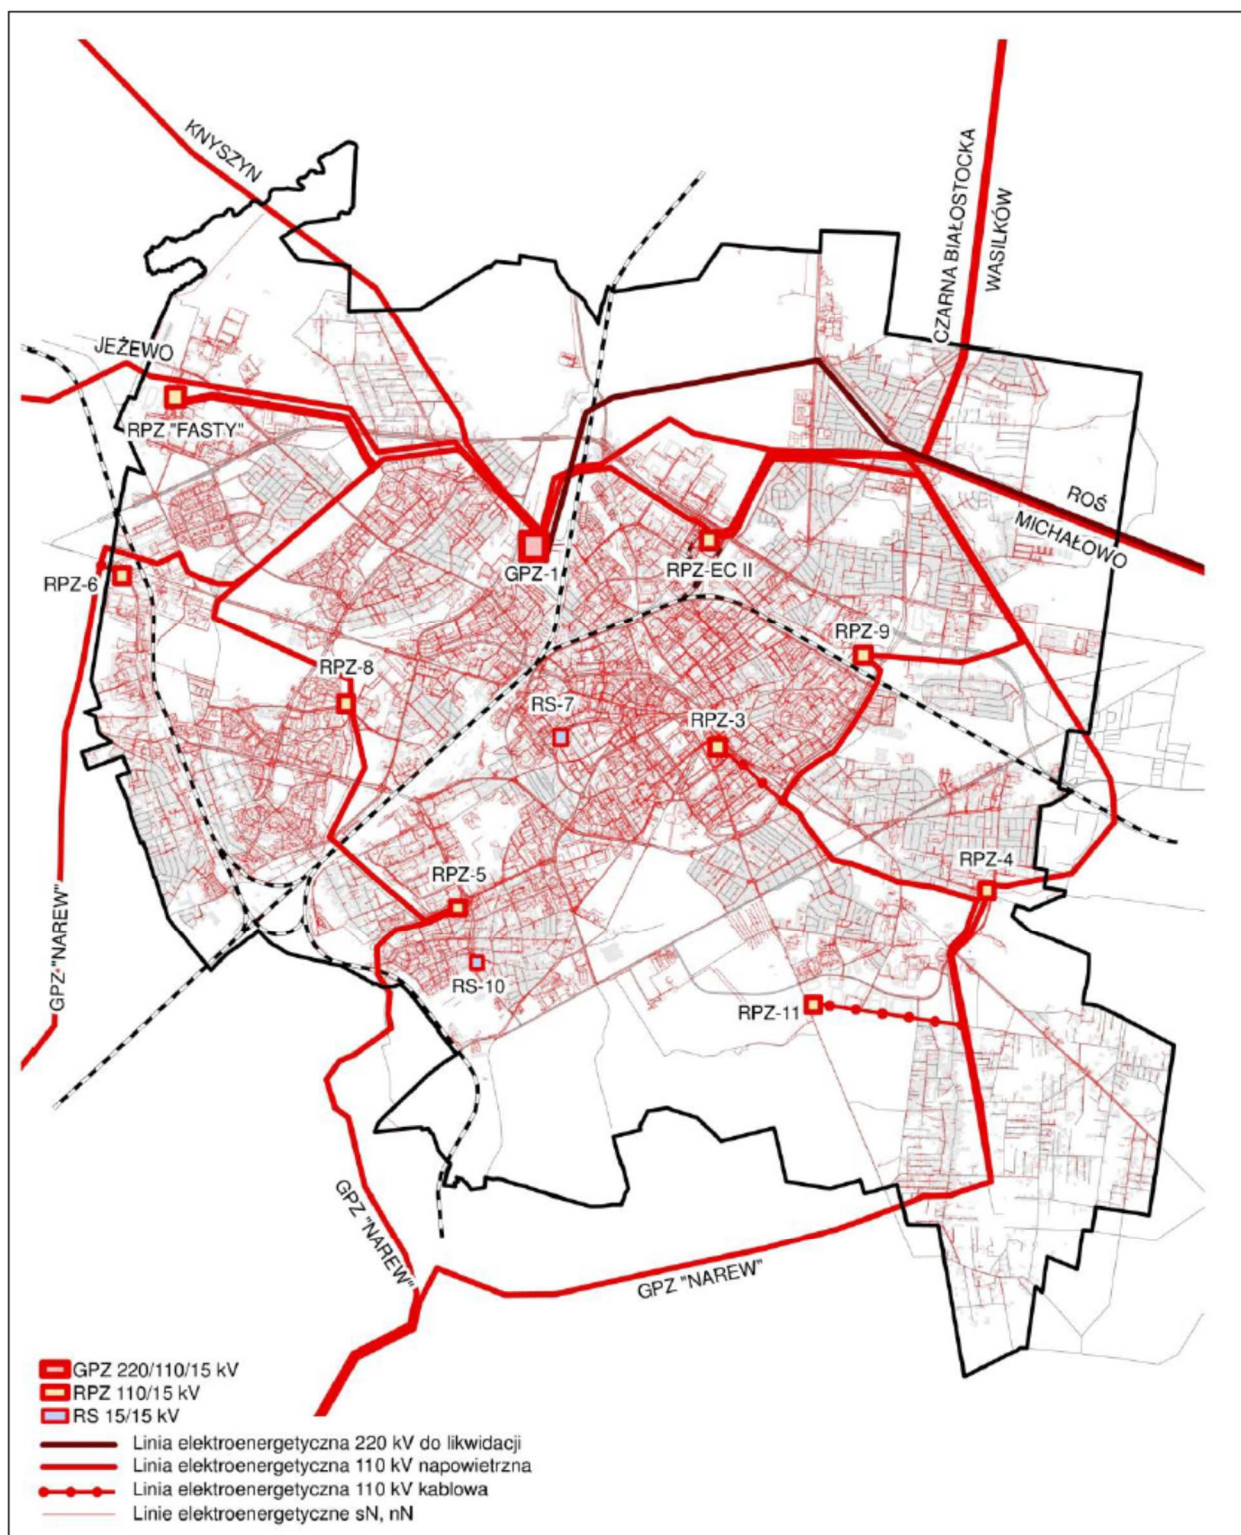 KNYSZYN
CZARNA BIAŁOSTOCKA
WASILKÓW
JEŻEWO
RPZ "FASTY"
ROŚ
MICHAŁOWO
GPZ-1
RPZ-EC II
RPZ-6
RPZ-9
RPZ-8
RS-7
RPZ-3
RPZ-4
RPZ-5
GPZ "NAREW"
RS-10
RPZ-11
GPZ "NAREW"
GPZ "NAREW"
GPZ 220/110/15 kV
RPZ 110/15 kV
RS 15/15 kV
Linia elektroenergetyczna 220 kV do likwidacji
Linia elektroenergetyczna 110 kV napowietrzna
Linia elektroenergetyczna 110 kV kablowa
Linie elektroenergetyczne sN, nN